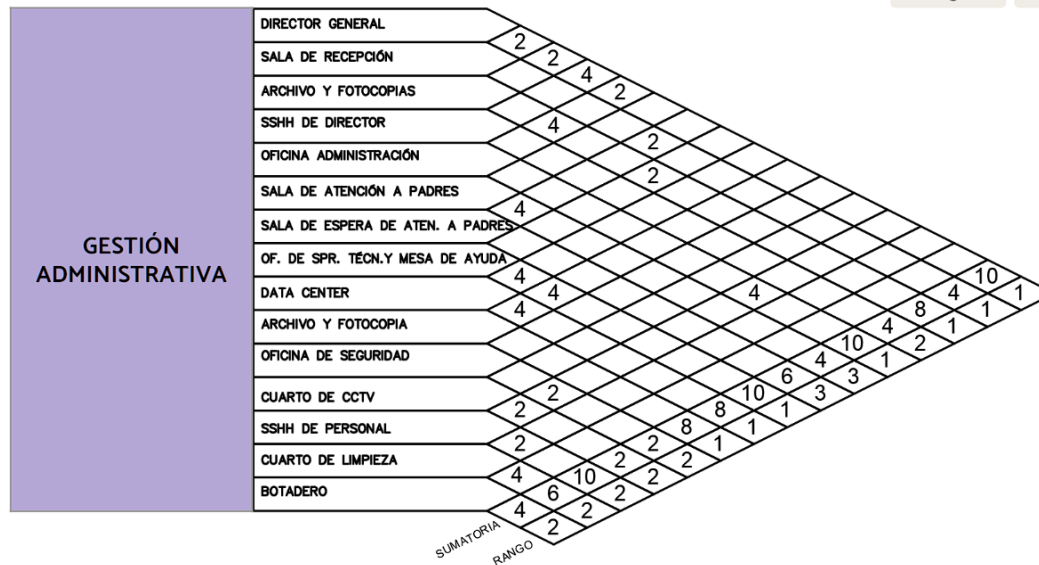 DIRECTOR GENERAL
2
SALA DE RECEPCIÓN
2
4
ARCHIVO Y FOTOCOPIAS
2
SSHH DE DIRECTOR
4
2
OFICINA ADMINISTRACIÓN
2
SALA DE ATENCIÓN A PADRES
4
SALA DE ESPERA DE ATEN. A PADRES
GESTIÓN
ADMINISTRATIVA
OF. DE SPR. TÉCN.Y MESA DE AYUDA
4 10
DATA CENTER
4 4 4 1
4 8 1
ARCHIVO Y FOTOCOPIA
4 1
10 2
OFICINA DE SEGURIDAD
4 1
6 3
CUARTO DE CCTV
2 10 3
2 8 1
SSHH DE PERSONAL
8 1
2 2 1
CUARTO DE LIMPIEZA
2 2
4 10 2
BOTADERO
6 2
4 2
SUMATORIA 2
RANGO